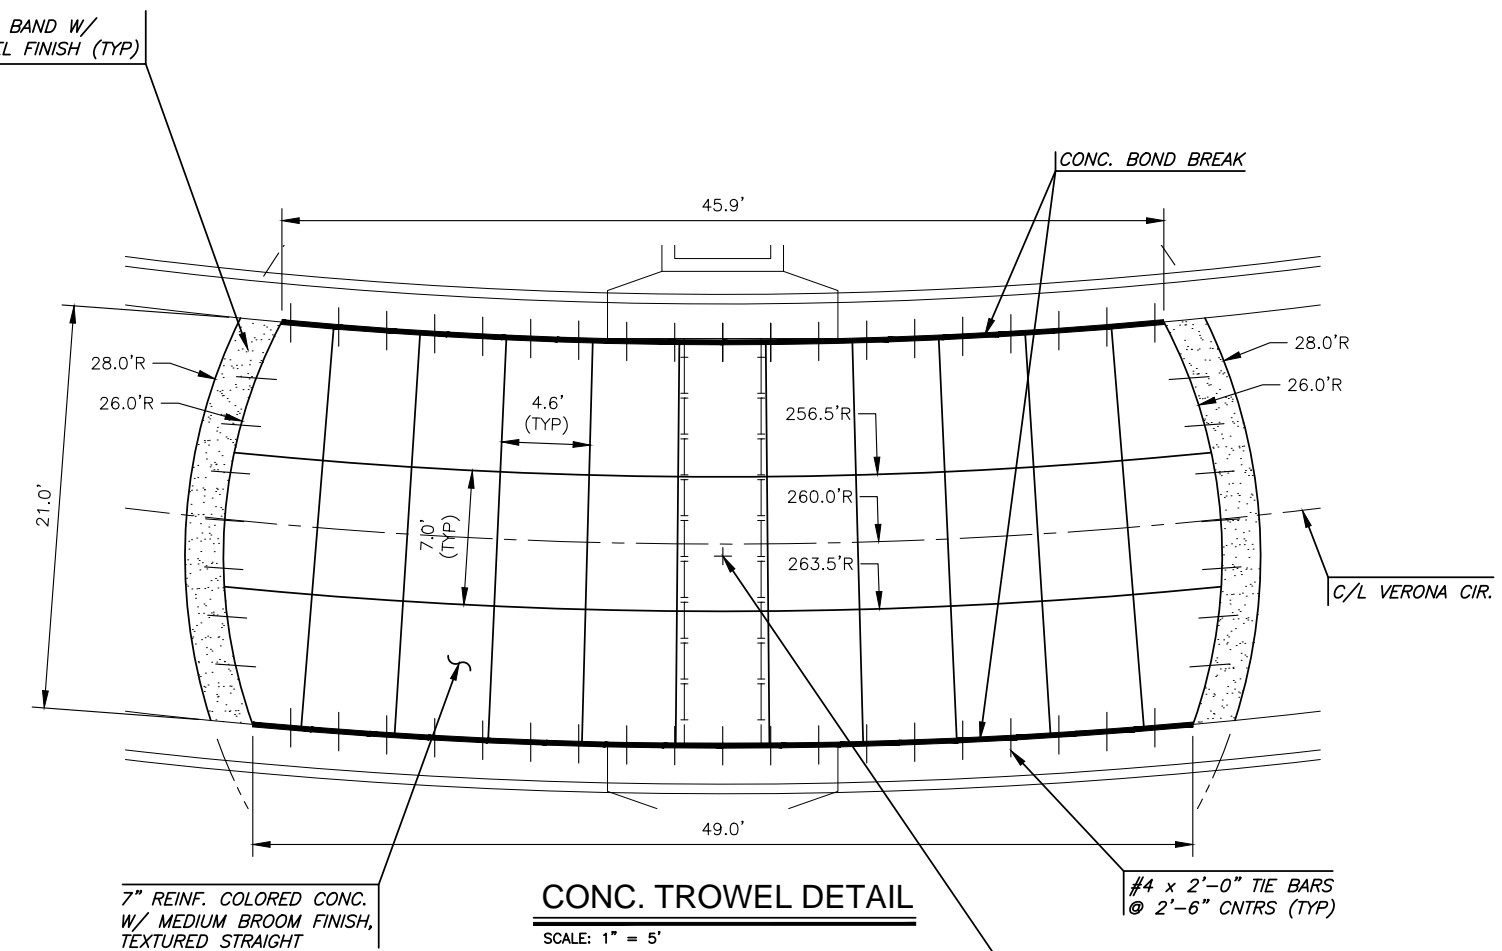 BAND W/
FINISH (TYP)
CONC. BOND BREAK
45.9'
28.0'R
26.0'R
28.0'R
26.0'R
4.6'
(TYP)
256.5'R
260.0'R
263.5'R
21.0'
7.0'
(TYP)
C/L VERONA CIR.
49.0'
7" REINF. COLORED CONC.
W/ MEDIUM BROOM FINISH,
TEXTURED STRAIGHT
CONC. TROWEL DETAIL
SCALE: 1" = 5'
#4 x 2'-0" TIE BARS
@ 2'-6" CNTRS (TYP)